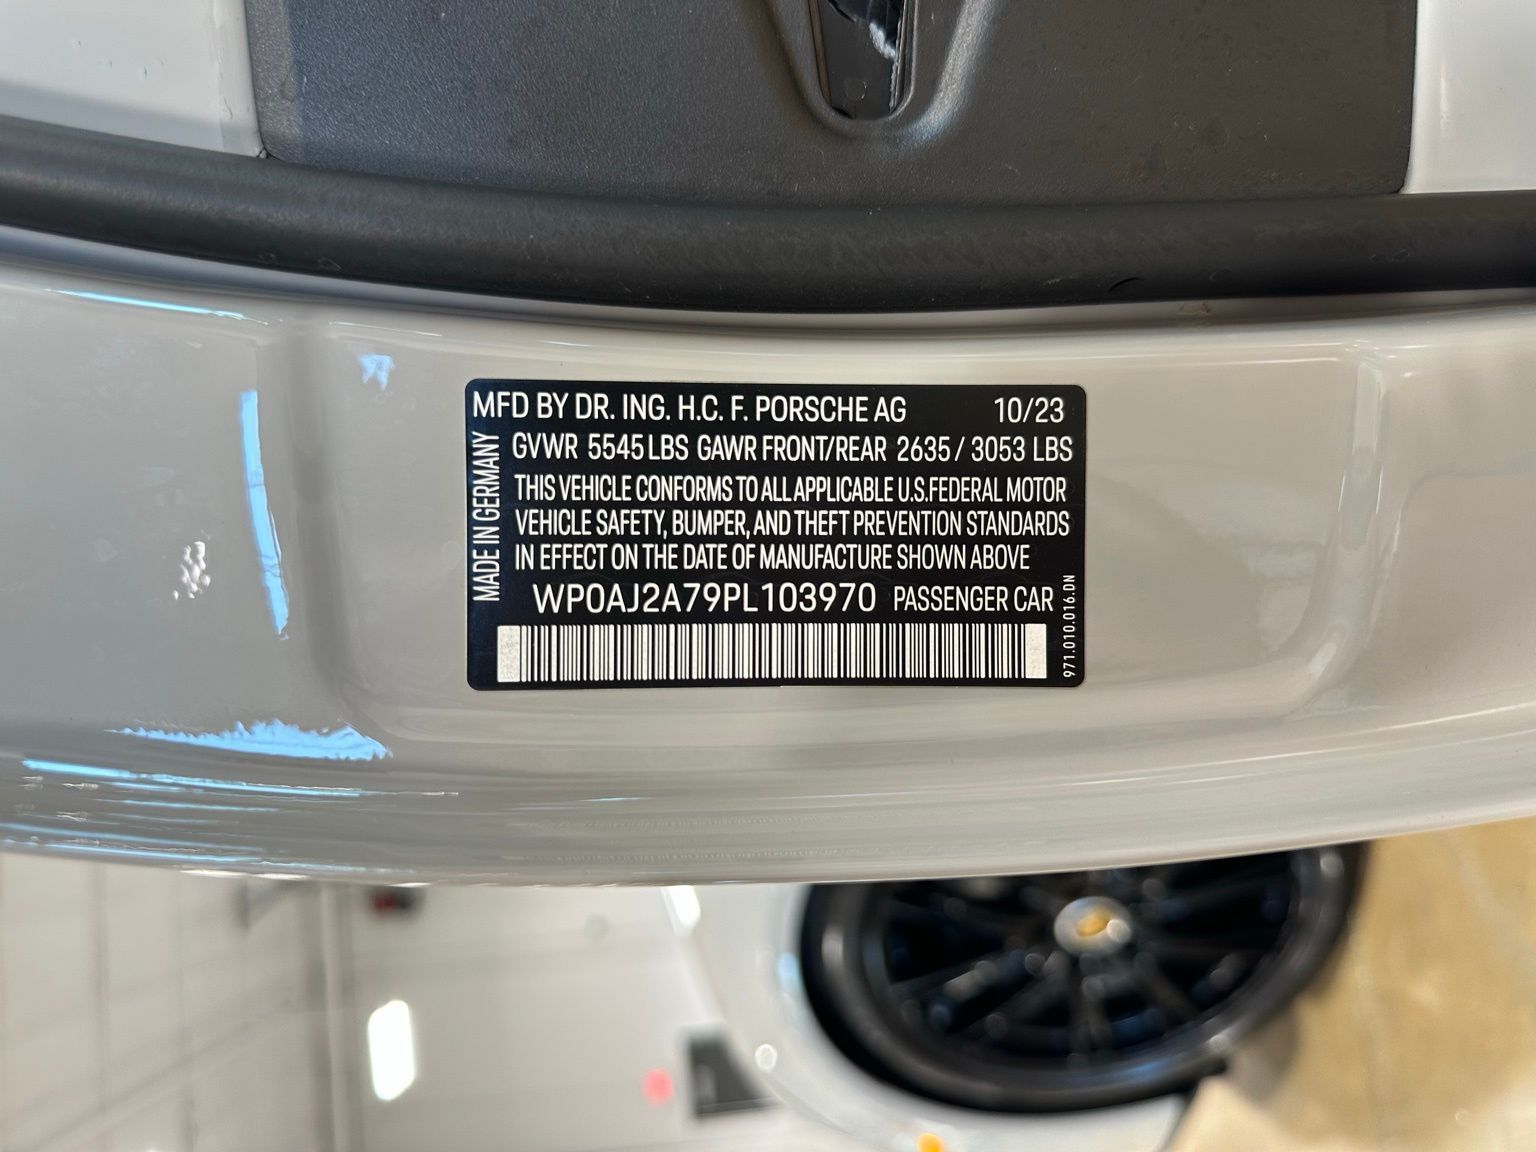 MFD BY DR. ING. H.C. F. PORSCHE AG 10/23
GVWR 5545 LBS GAWR FRONT/REAR 2635 / 3053 LBS
THIS VEHICLE CONFORMS TO ALL APPLICABLE U.S.FEDERAL MOTOR
VEHICLE SAFETY, BUMPER, AND THEFT PREVENTION STANDARDS
IN EFFECT ON THE DATE OF MANUFACTURE SHOWN ABOVE
WP0AJ2A79PL103970 PASSENGER CAR
MADE IN GERMANY
971.010.016.DN